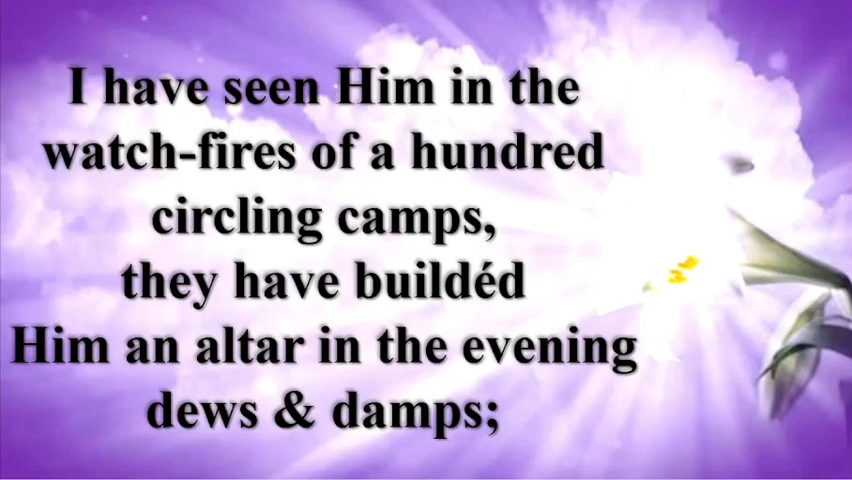 I have seen Him in the
watch-fires of a hundred
circling camps,
they have buildéd
Him an altar in the evening
dews & damps;